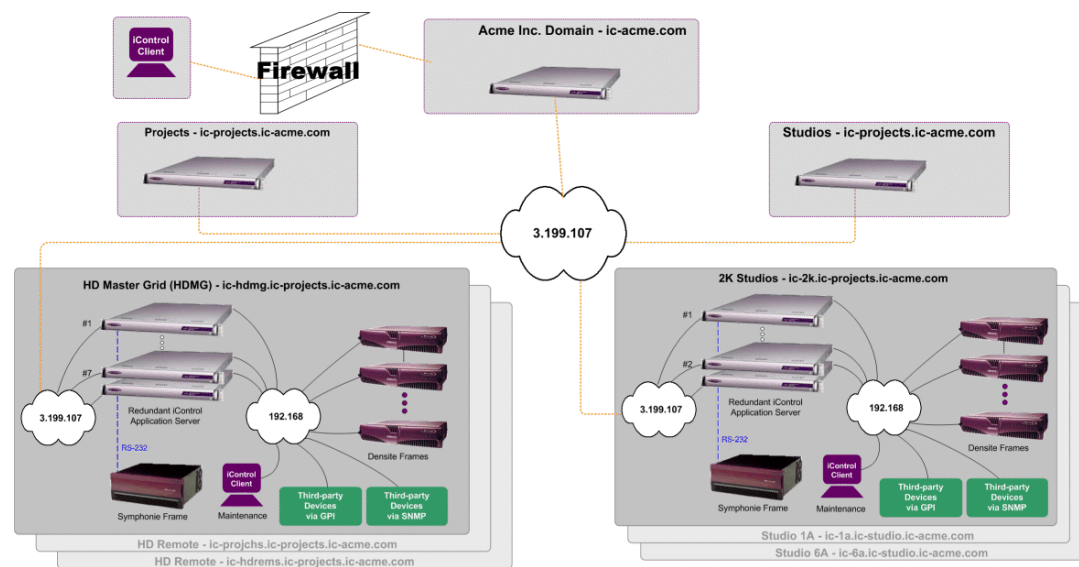 iControl
Client
Firewall
Acme Inc. Domain - ic-acme.com
Projects - ic-projects.ic-acme.com
Studios - ic-projects.ic-acme.com
3.199.107
HD Master Grid (HDMG) - ic-hdmg.ic-projects.ic-acme.com
#1
#7
3.199.107
Redundant iControl
Application Server
192.168
RS-232
Densite Frames
iControl
Client
Symphonie Frame
Maintenance
Third-party
Devices
via GPI
Third-party
Devices
via SNMP
HD Remote - ic-projchs.ic-projects.ic-acme.com
HD Remote - ic-hdrems.ic-projects.ic-acme.com
2K Studios - ic-2k.ic-projects.ic-acme.com
#1
#2
3.199.107
Redundant iControl
Application Server
192.168
RS-232
Densite Frames
iControl
Client
Symphonie Frame
Maintenance
Third-party
Devices
via GPI
Third-party
Devices
via SNMP
Studio 1A - ic-1a.ic-studio.ic-acme.com
Studio 6A - ic-6a.ic-studio.ic-acme.com